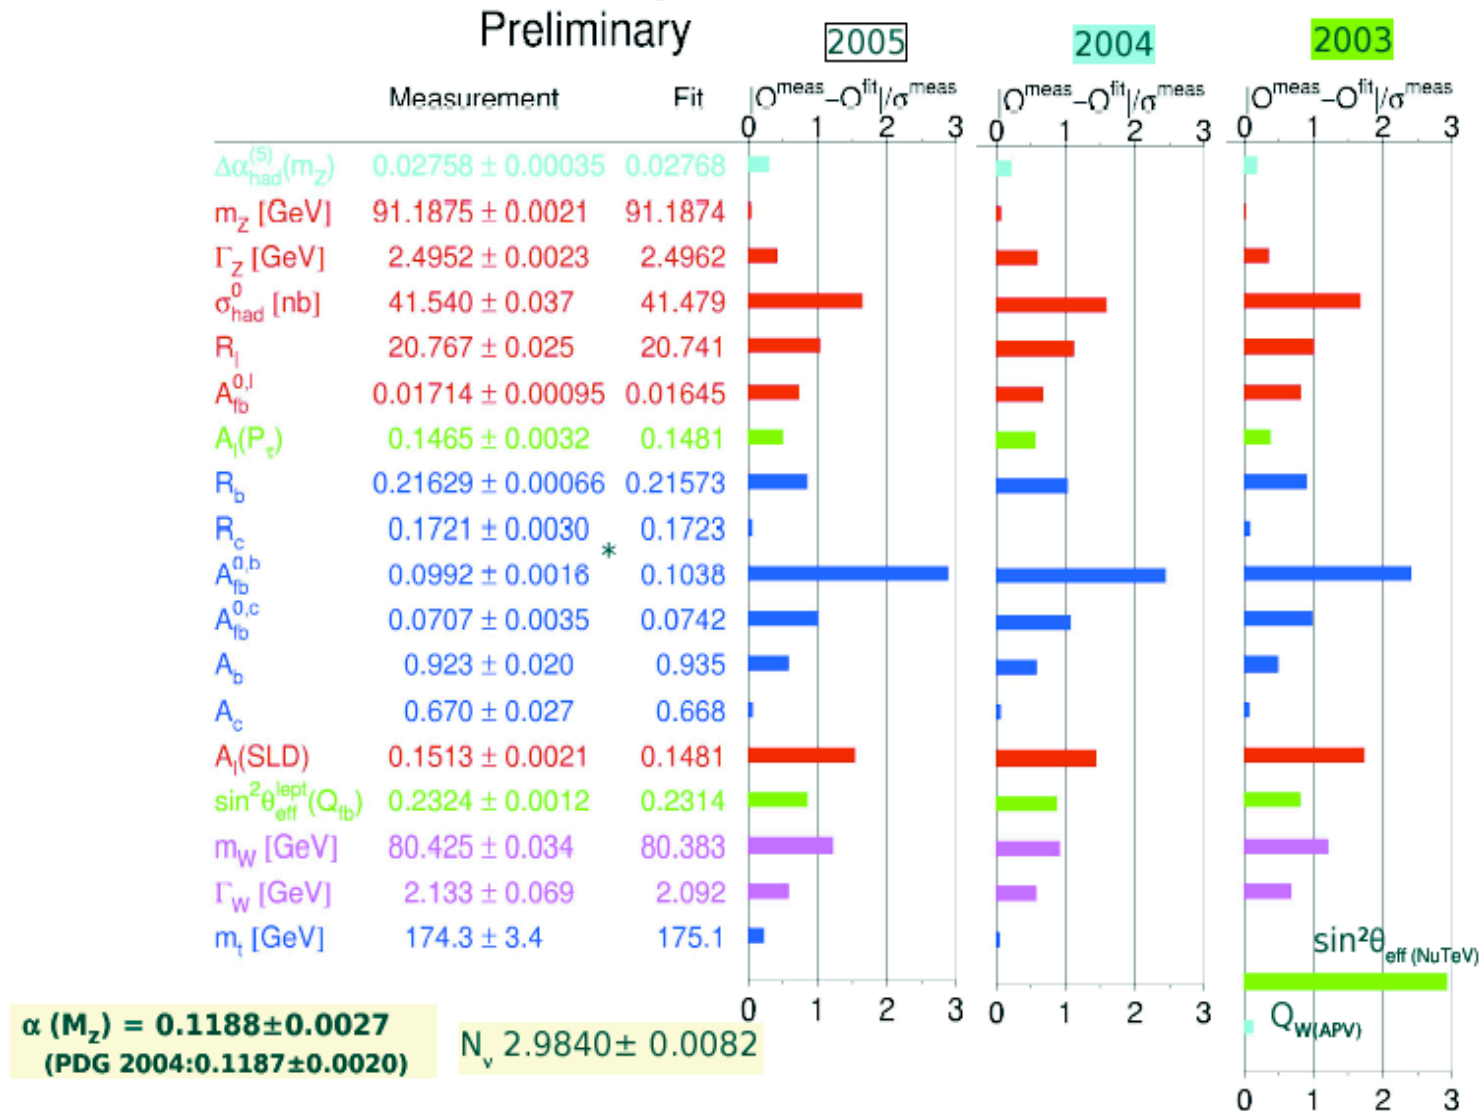 Preliminary
2005 2004 2003
Measurement Fit |O^meas–O^fit|/σ^meas |O^meas–O^fit|/σ^meas |O^meas–O^fit|/σ^meas
0 1 2 3 0 1 2 3 0 1 2 3
Δα_had^(5)(m_Z) 0.02758 ± 0.00035 0.02768
m_Z [GeV] 91.1875 ± 0.0021 91.1874
Γ_Z [GeV] 2.4952 ± 0.0023 2.4962
σ_had^0 [nb] 41.540 ± 0.037 41.479
R_l 20.767 ± 0.025 20.741
A_fb^0,l 0.01714 ± 0.00095 0.01645
A_l(P_τ) 0.1465 ± 0.0032 0.1481
R_b 0.21629 ± 0.00066 0.21573
R_c 0.1721 ± 0.0030 0.1723
*
A_fb^0,b 0.0992 ± 0.0016 0.1038
A_fb^0,c 0.0707 ± 0.0035 0.0742
A_b 0.923 ± 0.020 0.935
A_c 0.670 ± 0.027 0.668
A_l(SLD) 0.1513 ± 0.0021 0.1481
sin²θ_eff^lept(Q_fb) 0.2324 ± 0.0012 0.2314
m_W [GeV] 80.425 ± 0.034 80.383
Γ_W [GeV] 2.133 ± 0.069 2.092
m_t [GeV] 174.3 ± 3.4 175.1
sin²θ_eff (NuTeV)
0 1 2 3 0 1 2 3
Q_W(APV)
α (M_Z) = 0.1188±0.0027
(PDG 2004:0.1187±0.0020)
N_ν 2.9840± 0.0082
0 1 2 3